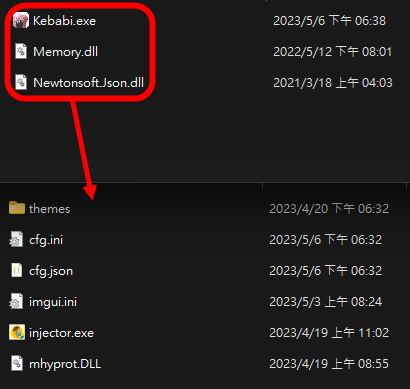 Kebabi.exe 2023/5/6 下午 06:38
Memory.dll 2022/5/12 下午 08:01
Newtonsoft.Json.dll 2021/3/18 上午 04:03
themes 2023/4/20 下午 06:32
cfg.ini 2023/5/6 下午 06:32
cfg.json 2023/5/6 下午 06:32
imgui.ini 2023/5/3 上午 08:24
injector.exe 2023/4/19 上午 11:02
mhyprot.DLL 2023/4/19 上午 08:55